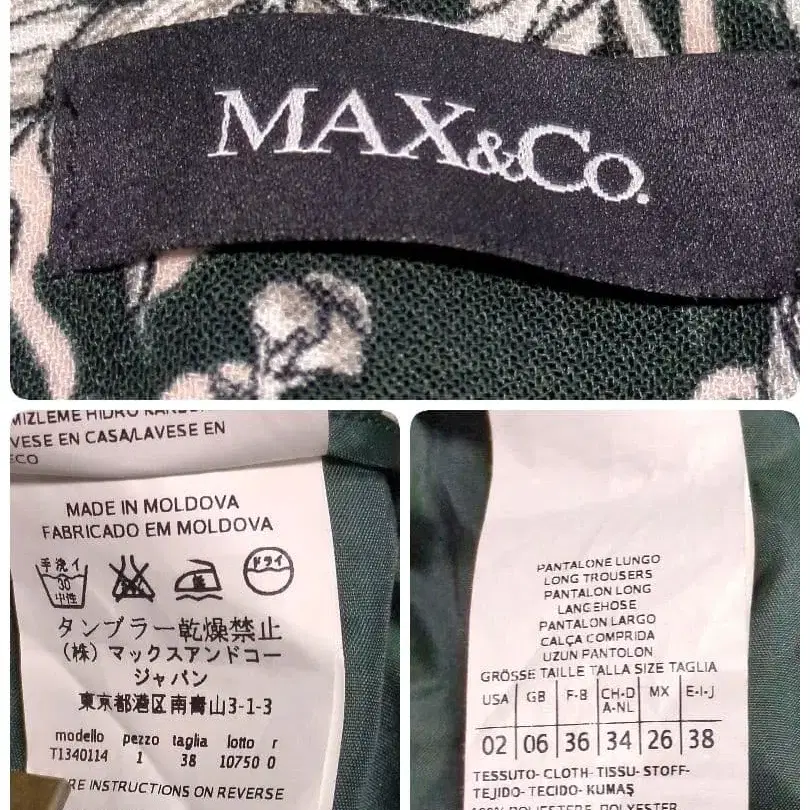 MAX&Co.
VESE EN CASA/LAVESE EN
ECO
MADE IN MOLDOVA
FABRICADO EM MOLDOVA
手洗イ
30
中性
ドライ
タンブラー乾燥禁止
(株) マックスアンドコー
ジャパン
東京都港区南青山3-1-3
modello pezzo taglia lotto r
T1340114 1 38 10750 0
RE INSTRUCTIONS ON REVERSE
PANTALONE LUNGO
LONG TROUSERS
PANTALON LONG
LANGEHOSE
PANTALON LARGO
CALÇA COMPRIDA
UZUN PANTOLON
GRÖSSE TAILLE TALLA SIZE TAGLIA
USA GB F-B CH-D A-NL MX E-I-J
02 06 36 34 26 38
TESSUTO- CLOTH- TISSU- STOFF-
TEJIDO- TECIDO- KUMAŞ
100% POLIESTERE POLYESTER